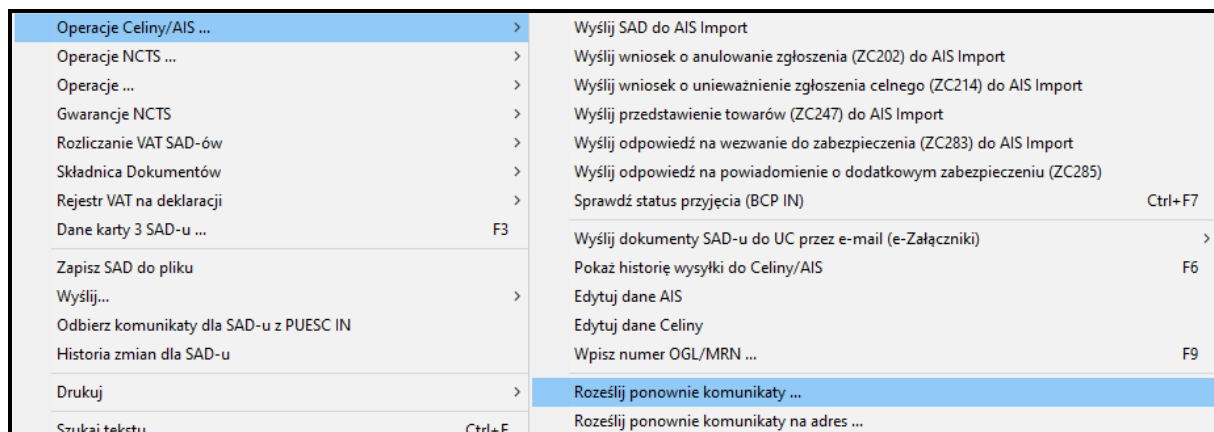 Operacje Celiny/AIS ... >
Operacje NCTS ... >
Operacje ... >
Gwarancje NCTS >
Rozliczanie VAT SAD-ów >
Składnica Dokumentów >
Rejestr VAT na deklaracji >
Dane karty 3 SAD-u ... F3
Zapisz SAD do pliku
Wyślij... >
Odbierz komunikaty dla SAD-u z PUESC IN
Historia zmian dla SAD-u
Drukuj >
Szukaj tekstu Ctrl+F
Wyślij SAD do AIS Import
Wyślij wniosek o anulowanie zgłoszenia (ZC202) do AIS Import
Wyślij wniosek o unieważnienie zgłoszenia celnego (ZC214) do AIS Import
Wyślij przedstawienie towarów (ZC247) do AIS Import
Wyślij odpowiedź na wezwanie do zabezpieczenia (ZC283) do AIS Import
Wyślij odpowiedź na powiadomienie o dodatkowym zabezpieczeniu (ZC285)
Sprawdź status przyjęcia (BCP IN) Ctrl+F7
Wyślij dokumenty SAD-u do UC przez e-mail (e-Załączniki) >
Pokaż historię wysyłki do Celiny/AIS F6
Edytuj dane AIS
Edytuj dane Celiny
Wpisz numer OGL/MRN ... F9
Roześlij ponownie komunikaty ...
Roześlij ponownie komunikaty na adres ...